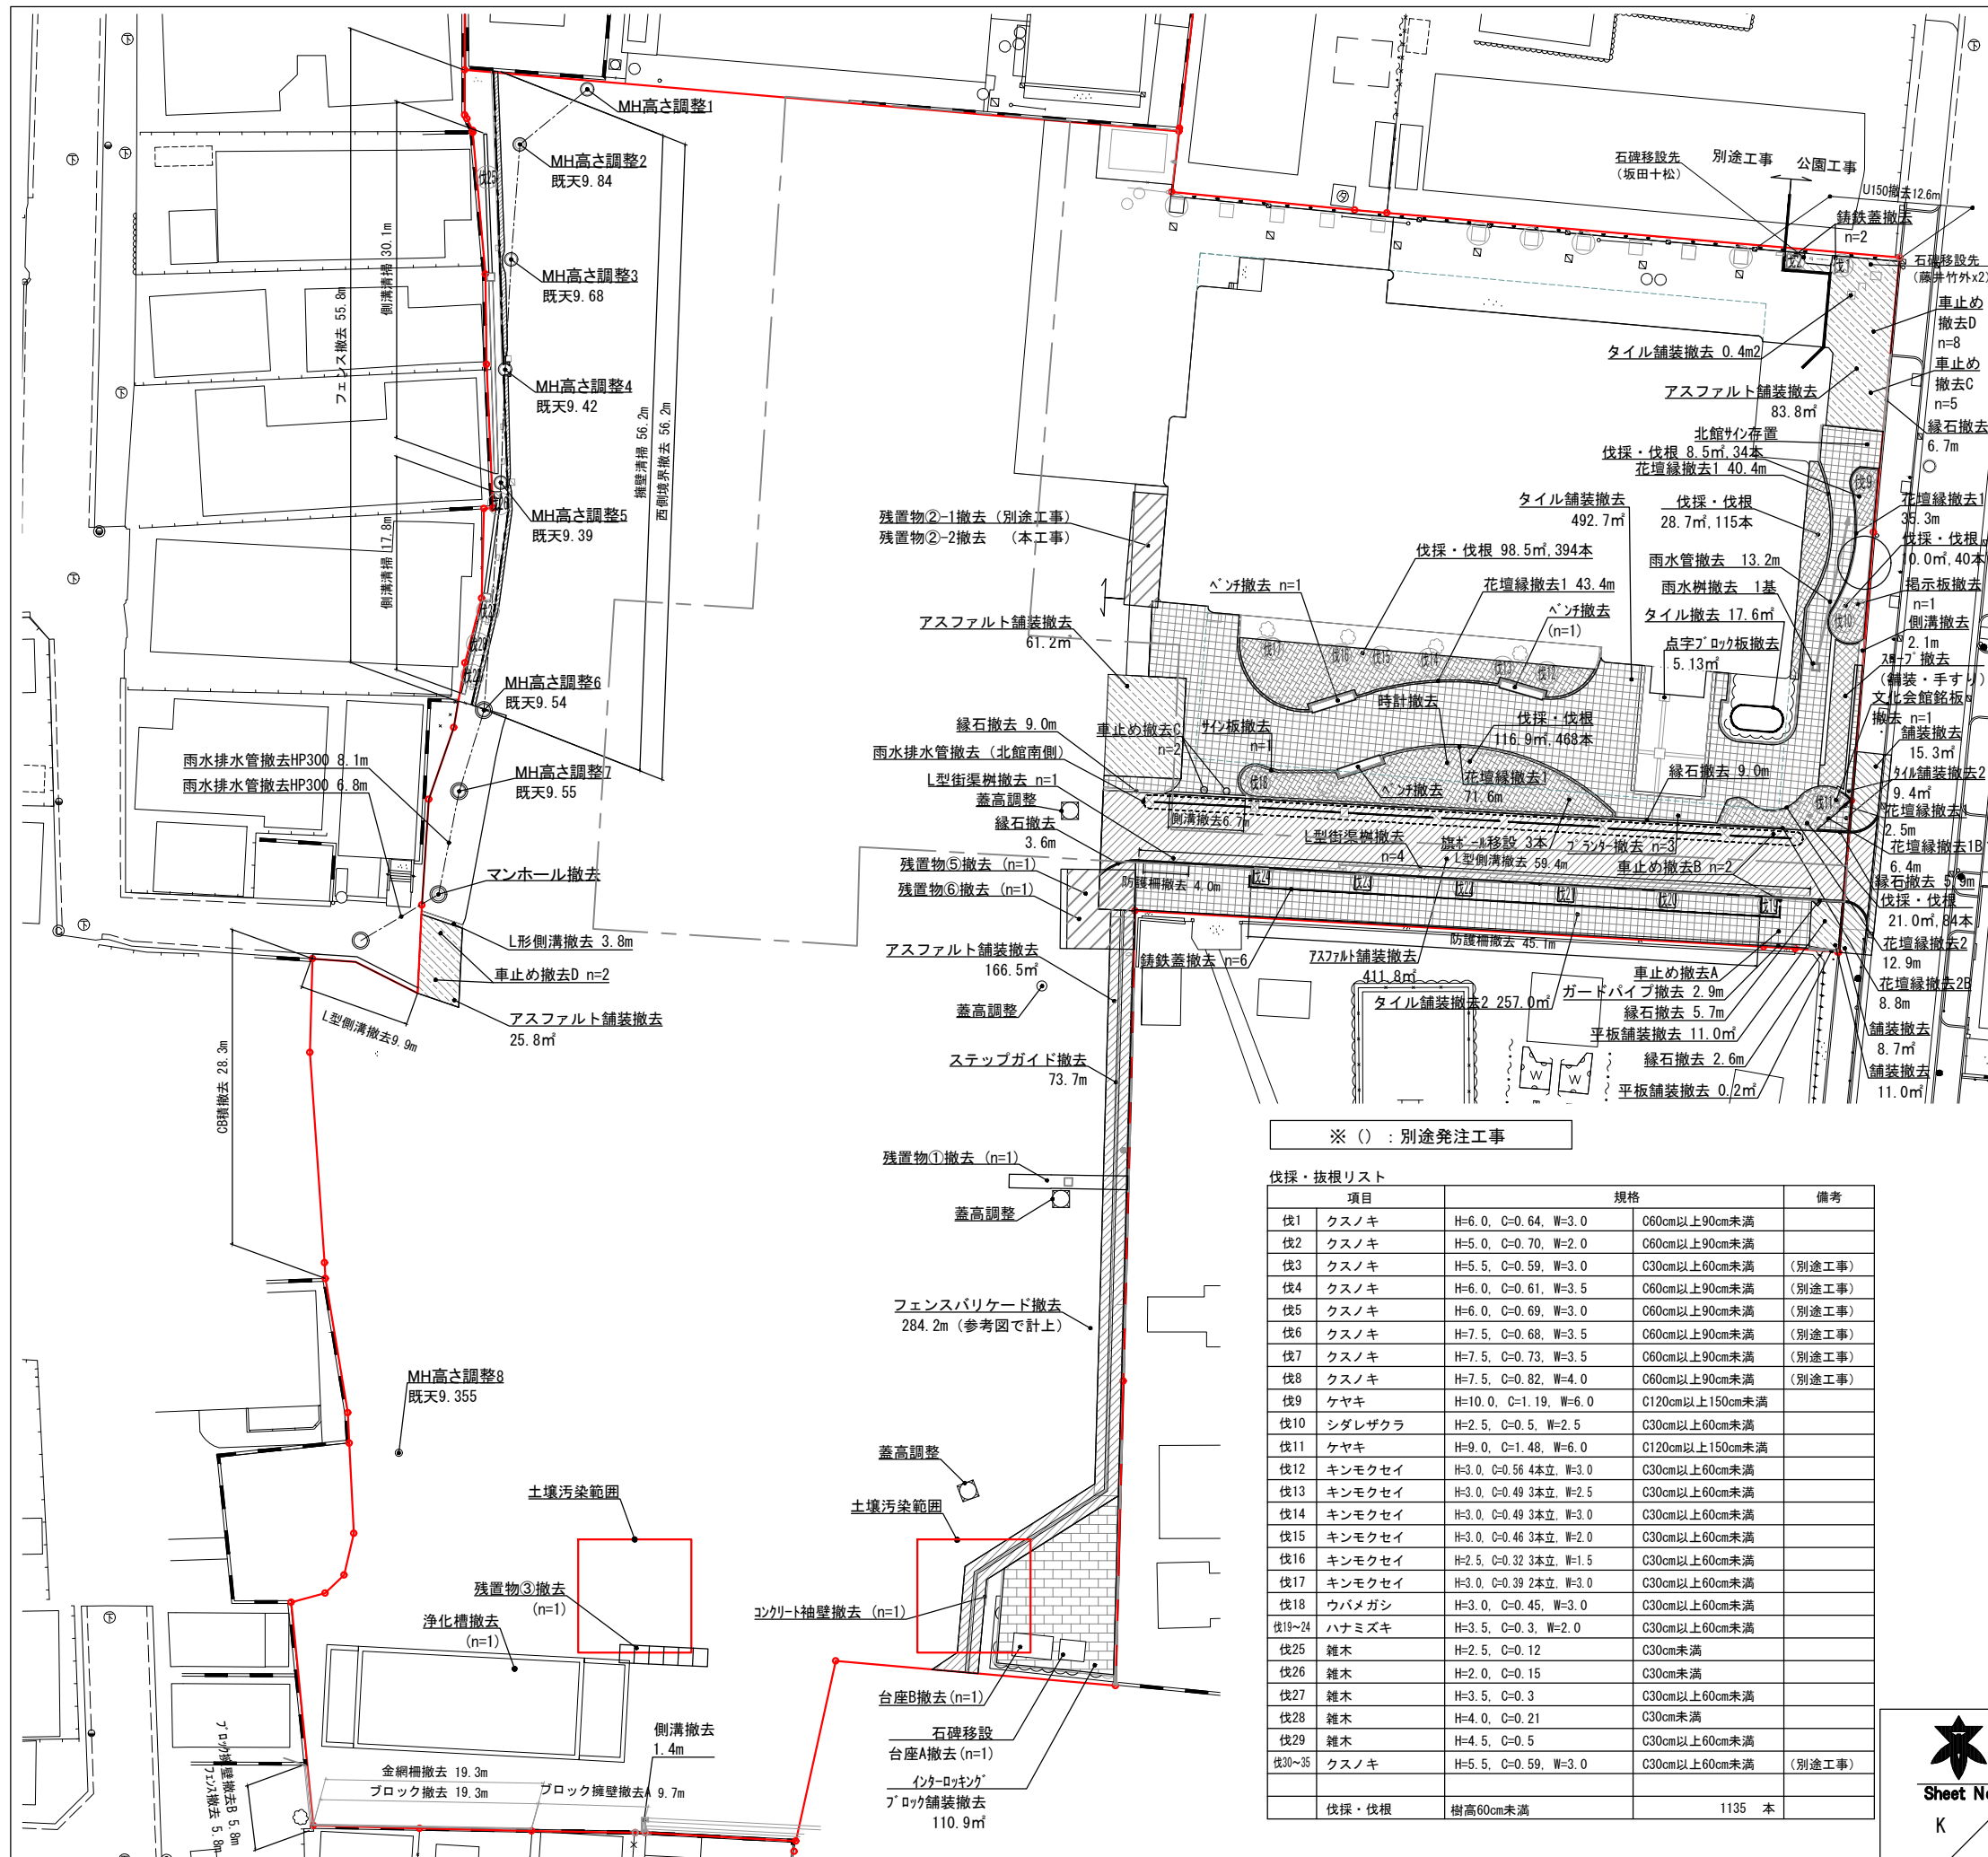 MH高さ調整1
MH高さ調整2
既天9.84
MH高さ調整3
既天9.68
MH高さ調整4
既天9.42
MH高さ調整5
既天9.39
MH高さ調整6
既天9.54
MH高さ調整7
既天9.55
フェンス撤去 55.8m
側溝清掃 30.1m
側溝清掃 17.8m
擁壁清掃 56.2m
西側境界撤去 56.2m
伐25
雨水排水管撤去HP300 8.1m
雨水排水管撤去HP300 6.8m
マンホール撤去
L形側溝撤去 3.8m
車止め撤去D n=2
アスファルト舗装撤去
25.8㎡
L型側溝撤去9.9m
CB積撤去 28.3m
MH高さ調整8
既天9.355
土壌汚染範囲
残置物③撤去
(n=1)
浄化槽撤去
(n=1)
側溝撤去
1.4m
金網柵撤去 19.3m
ブロック撤去 19.3m
ブロック擁壁撤去A 9.7m
ブロック擁壁撤去B 5.8m
フェンス撤去 5.8m
石碑移設先
(坂田十松)
別途工事
公園工事
U150撤去12.6m
鋳鉄蓋撤去
n=2
石碑移設先
(藤井竹外x2)
車止め
撤去D
n=8
車止め
撤去C
n=5
縁石撤去
6.7m
タイル舗装撤去 0.4m2
アスファルト舗装撤去
83.8㎡
北館サイン存置
伐採・伐根 8.5㎡,34本
花壇縁撤去1 40.4m
タイル舗装撤去
492.7㎡
伐採・伐根
28.7㎡,115本
花壇縁撤去1
35.3m
伐採・伐根
10.0㎡,40本
掲示板撤去
n=1
側溝撤去
2.1m
スロープ撤去
(舗装・手すり)
文化会館銘板
撤去 n=1
舗装撤去
15.3㎡
タイル舗装撤去2
9.4㎡
花壇縁撤去1
2.5m
花壇縁撤去1B
6.4m
縁石撤去 5.9m
伐採・伐根
21.0㎡,84本
花壇縁撤去2
12.9m
花壇縁撤去2B
8.8m
舗装撤去
8.7㎡
舗装撤去
11.0㎡
残置物②-1撤去 (別途工事)
残置物②-2撤去 (本工事)
伐採・伐根 98.5㎡,394本
雨水管撤去 13.2m
雨水桝撤去 1基
タイル撤去 17.6㎡
点字ブロック板撤去
5.13㎡
ベンチ撤去 n=1
花壇縁撤去1 43.4m
ベンチ撤去
(n=1)
アスファルト舗装撤去
61.2㎡
縁石撤去 9.0m
車止め撤去C
n=2
サイン板撤去
n=1
時計撤去
伐採・伐根
116.9㎡,468本
雨水排水管撤去 (北館南側)
L型街渠桝撤去 n=1
蓋高調整
縁石撤去
3.6m
花壇縁撤去1
71.6m
ベンチ撤去
縁石撤去 9.0m
側溝撤去6.7m
L型街渠桝撤去
n=4
旗ポール移設 3本
プランター撤去 n=3
L型側溝撤去 59.4m
車止め撤去B n=2
残置物⑤撤去 (n=1)
残置物⑥撤去 (n=1)
防護柵撤去 4.0m
防護柵撤去 45.1m
アスファルト舗装撤去
166.5㎡
鋳鉄蓋撤去 n=6
アスファルト舗装撤去
411.8㎡
タイル舗装撤去2 257.0㎡
車止め撤去A
ガードパイプ撤去 2.9m
縁石撤去 5.7m
平板舗装撤去 11.0㎡
縁石撤去 2.6m
平板舗装撤去 0.2㎡
蓋高調整
ステップガイド撤去
73.7m
残置物①撤去 (n=1)
蓋高調整
フェンスバリケード撤去
284.2m (参考図で計上)
蓋高調整
土壌汚染範囲
コンクリート袖壁撤去 (n=1)
台座B撤去(n=1)
石碑移設
台座A撤去(n=1)
インターロッキング
ブロック舗装撤去
110.9㎡
※ () : 別途発注工事
伐採・抜根リスト
項目 規格 備考
伐1 クスノキ H=6.0, C=0.64, W=3.0 C60cm以上90cm未満
伐2 クスノキ H=5.0, C=0.70, W=2.0 C60cm以上90cm未満
伐3 クスノキ H=5.5, C=0.59, W=3.0 C30cm以上60cm未満 (別途工事)
伐4 クスノキ H=6.0, C=0.61, W=3.5 C60cm以上90cm未満 (別途工事)
伐5 クスノキ H=6.0, C=0.69, W=3.0 C60cm以上90cm未満 (別途工事)
伐6 クスノキ H=7.5, C=0.68, W=3.5 C60cm以上90cm未満 (別途工事)
伐7 クスノキ H=7.5, C=0.73, W=3.5 C60cm以上90cm未満 (別途工事)
伐8 クスノキ H=7.5, C=0.82, W=4.0 C60cm以上90cm未満 (別途工事)
伐9 ケヤキ H=10.0, C=1.19, W=6.0 C120cm以上150cm未満
伐10 シダレザクラ H=2.5, C=0.5, W=2.5 C30cm以上60cm未満
伐11 ケヤキ H=9.0, C=1.48, W=6.0 C120cm以上150cm未満
伐12 キンモクセイ H=3.0, C=0.56 4本立, W=3.0 C30cm以上60cm未満
伐13 キンモクセイ H=3.0, C=0.49 3本立, W=2.5 C30cm以上60cm未満
伐14 キンモクセイ H=3.0, C=0.49 3本立, W=3.0 C30cm以上60cm未満
伐15 キンモクセイ H=3.0, C=0.46 3本立, W=2.0 C30cm以上60cm未満
伐16 キンモクセイ H=2.5, C=0.32 3本立, W=1.5 C30cm以上60cm未満
伐17 キンモクセイ H=3.0, C=0.39 2本立, W=3.0 C30cm以上60cm未満
伐18 ウバメガシ H=3.0, C=0.45, W=3.0 C30cm以上60cm未満
伐19~24 ハナミズキ H=3.5, C=0.3, W=2.0 C30cm以上60cm未満
伐25 雑木 H=2.5, C=0.12 C30cm未満
伐26 雑木 H=2.0, C=0.15 C30cm未満
伐27 雑木 H=3.5, C=0.3 C30cm以上60cm未満
伐28 雑木 H=4.0, C=0.21 C30cm未満
伐29 雑木 H=4.5, C=0.5 C30cm以上60cm未満
伐30~35 クスノキ H=5.5, C=0.59, W=3.0 C30cm以上60cm未満 (別途工事)
伐採・伐根 樹高60cm未満 1135 本
Sheet No
K